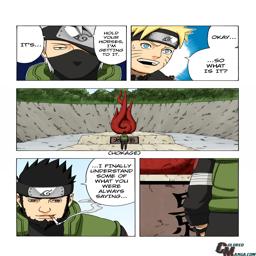 IT'S...
HOLD
YOUR
HORSES,
I'M
GETTING
TO IT.
OKAY...
...SO
WHAT
IS IT?
(HOKAGE)
...I FINALLY
UNDERSTAND
SOME OF
WHAT YOU
WERE
ALWAYS
SAYING...
COLORED
MANGA.COM